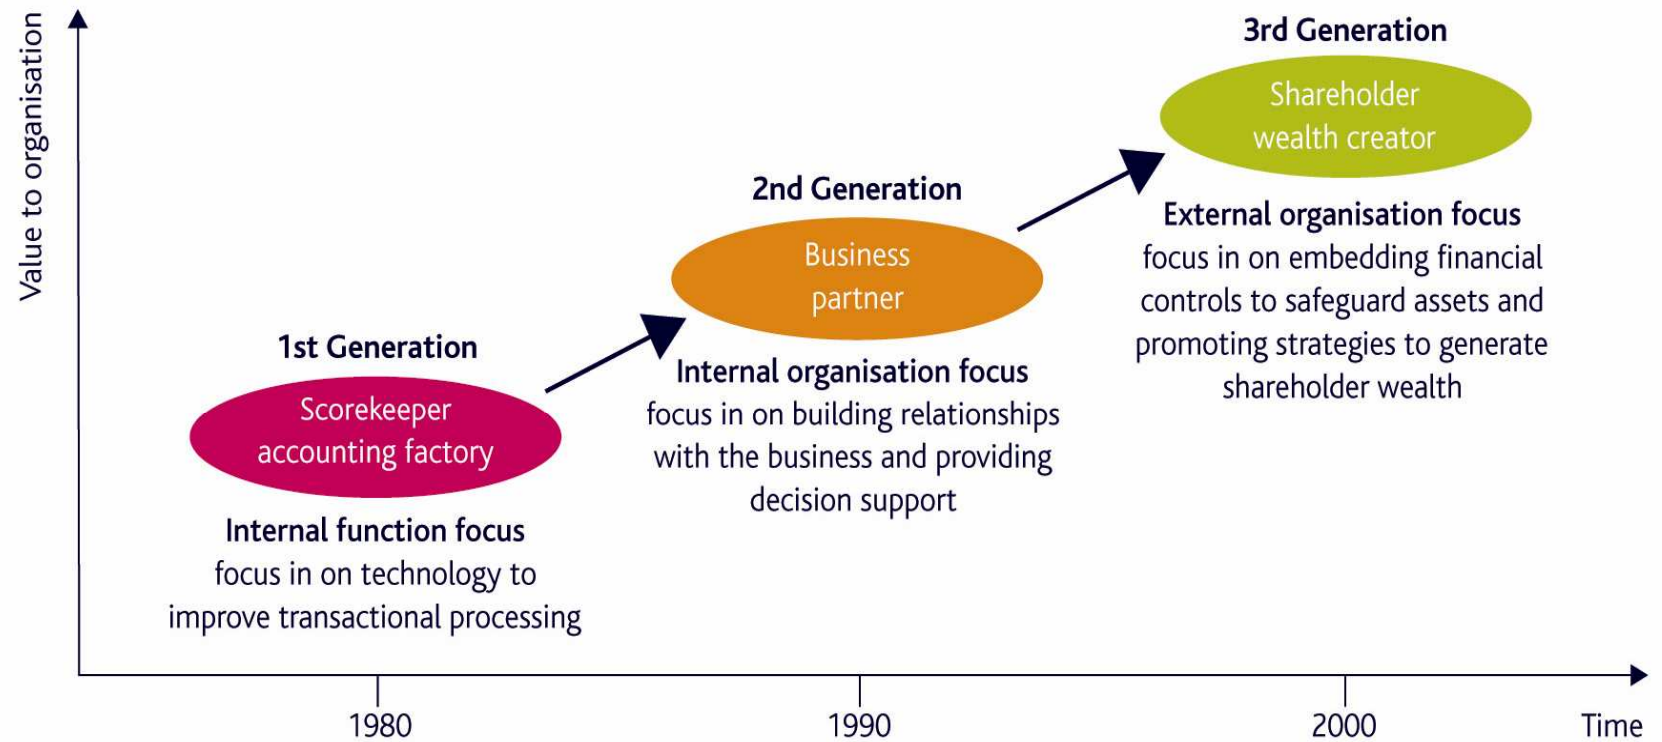 Value to organisation
1st Generation
Scorekeeper
accounting factory
Internal function focus
focus in on technology to
improve transactional processing
2nd Generation
Business
partner
Internal organisation focus
focus in on building relationships
with the business and providing
decision support
3rd Generation
Shareholder
wealth creator
External organisation focus
focus in on embedding financial
controls to safeguard assets and
promoting strategies to generate
shareholder wealth
1980
1990
2000
Time